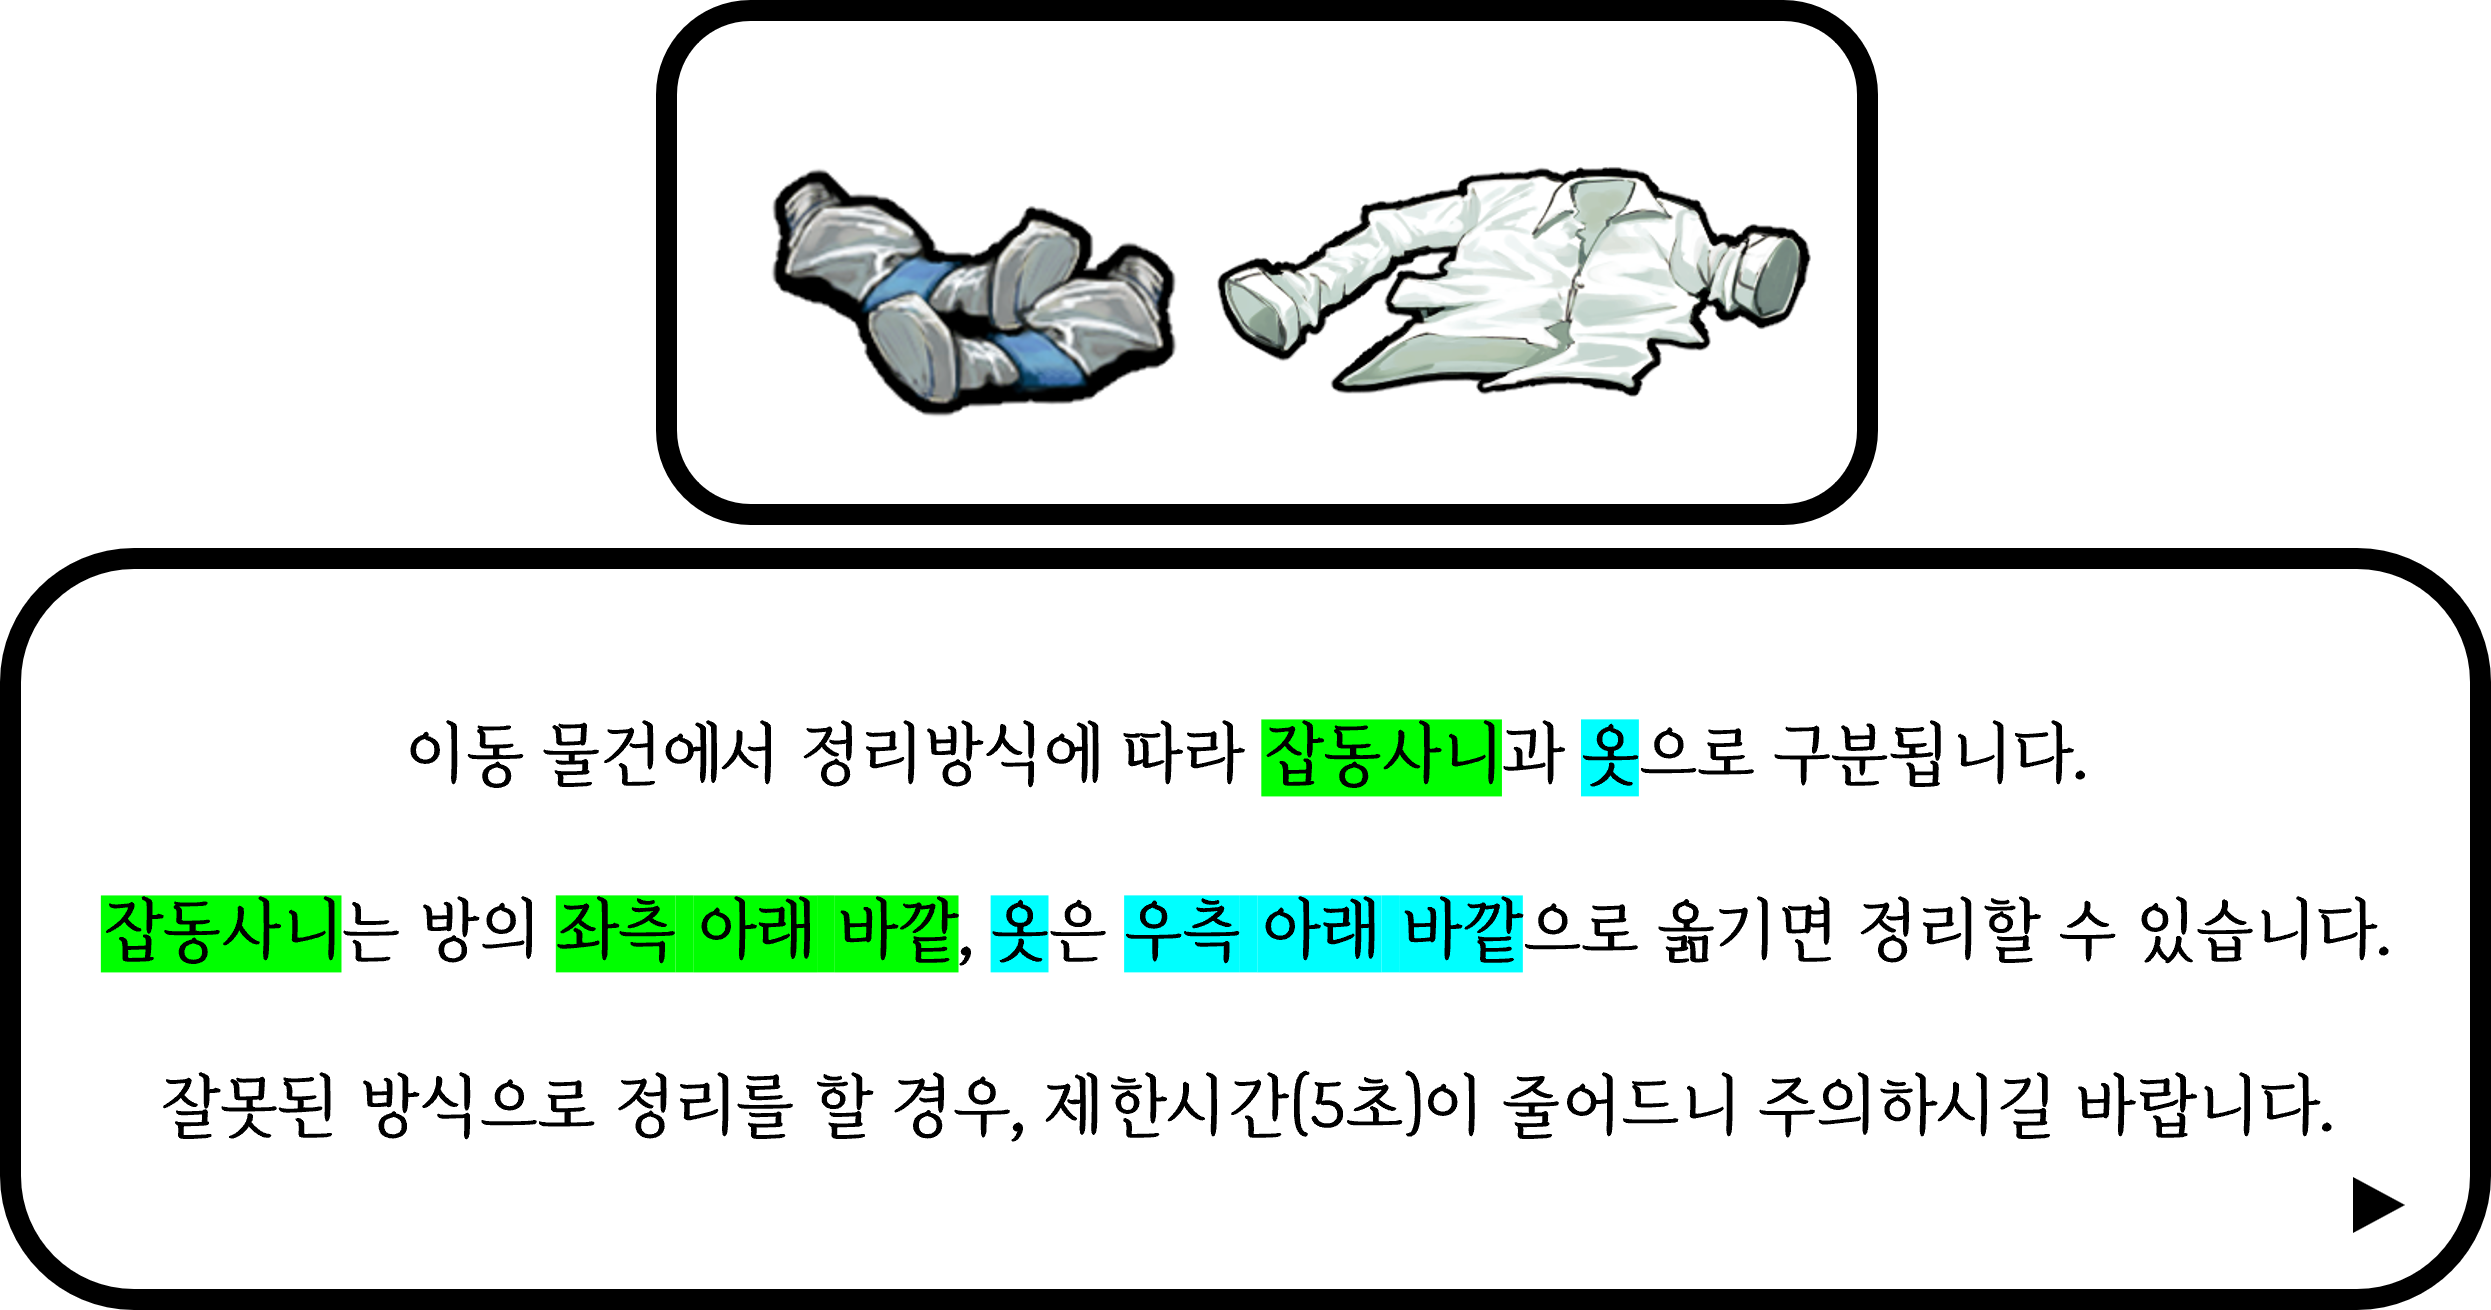 이동 물건에서 정리방식에 따라 잡동사니과 옷으로 구분됩니다.
잡동사니는 방의 좌측 아래 바깥, 옷은 우측 아래 바깥으로 옮기면 정리할 수 있습니다.
잘못된 방식으로 정리를 할 경우, 제한시간(5초)이 줄어드니 주의하시길 바랍니다.